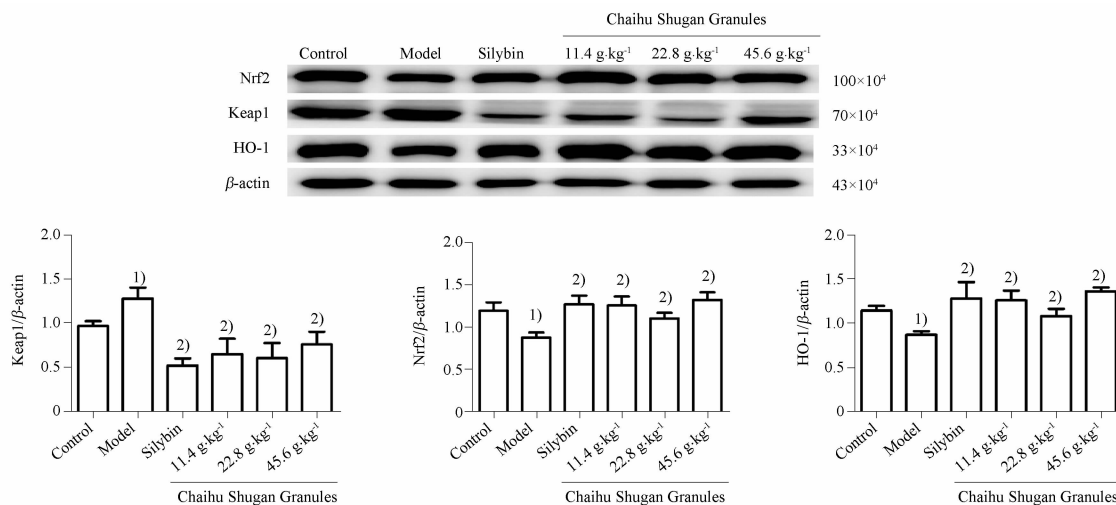 Chaihu Shugan Granules
Control Model Silybin 11.4 g·kg⁻¹ 22.8 g·kg⁻¹ 45.6 g·kg⁻¹
Nrf2 100×10⁴
Keap1 70×10⁴
HO-1 33×10⁴
β-actin 43×10⁴
Keap1/β-actin
2.0
1.5
1.0
0.5
0
1)
2)
2)
2)
2)
Control Model Silybin 11.4 g·kg⁻¹ 22.8 g·kg⁻¹ 45.6 g·kg⁻¹
Chaihu Shugan Granules
Nrf2/β-actin
2.0
1.5
1.0
0.5
0
1)
2)
2)
2)
2)
Control Model Silybin 11.4 g·kg⁻¹ 22.8 g·kg⁻¹ 45.6 g·kg⁻¹
Chaihu Shugan Granules
HO-1/β-actin
2.0
1.5
1.0
0.5
0
1)
2)
2)
2)
2)
Control Model Silybin 11.4 g·kg⁻¹ 22.8 g·kg⁻¹ 45.6 g·kg⁻¹
Chaihu Shugan Granules